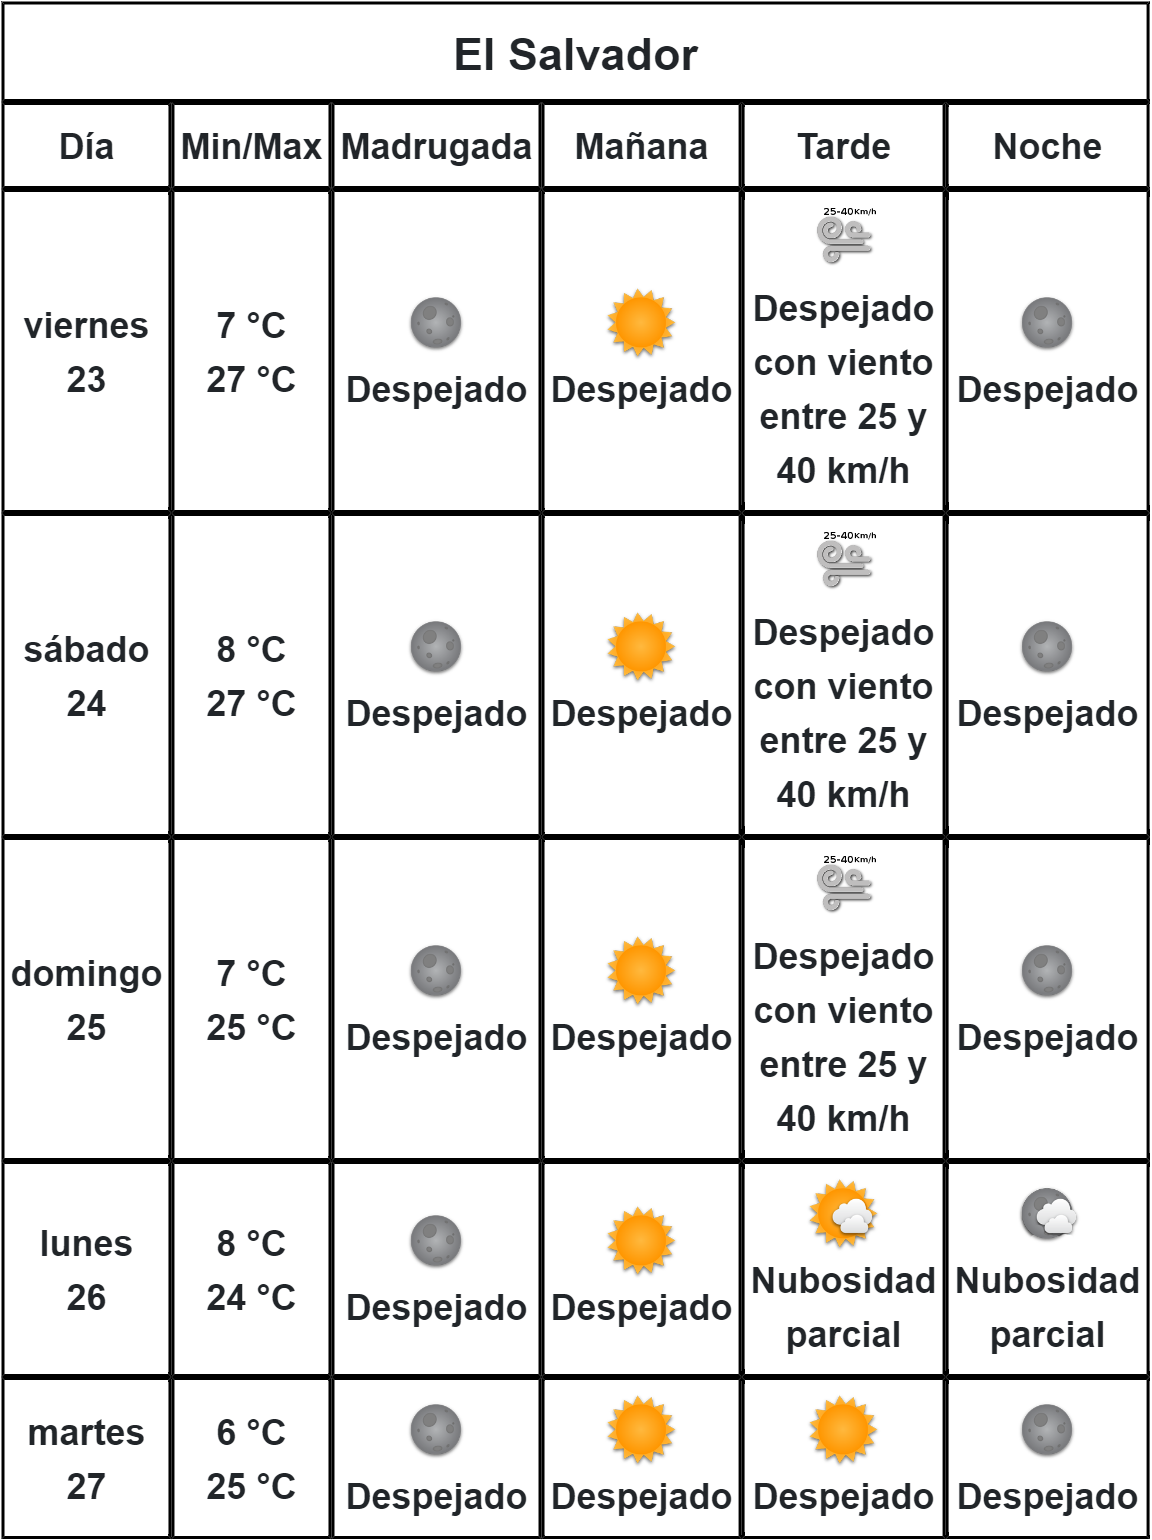 El Salvador
Día Min/Max Madrugada Mañana Tarde Noche
viernes
23
7 °C
27 °C
Despejado
Despejado
25-40Km/h
Despejado
con viento
entre 25 y
40 km/h
Despejado
sábado
24
8 °C
27 °C
Despejado
Despejado
25-40Km/h
Despejado
con viento
entre 25 y
40 km/h
Despejado
domingo
25
7 °C
25 °C
Despejado
Despejado
25-40Km/h
Despejado
con viento
entre 25 y
40 km/h
Despejado
lunes
26
8 °C
24 °C
Despejado
Despejado
Nubosidad
parcial
Nubosidad
parcial
martes
27
6 °C
25 °C
Despejado
Despejado
Despejado
Despejado